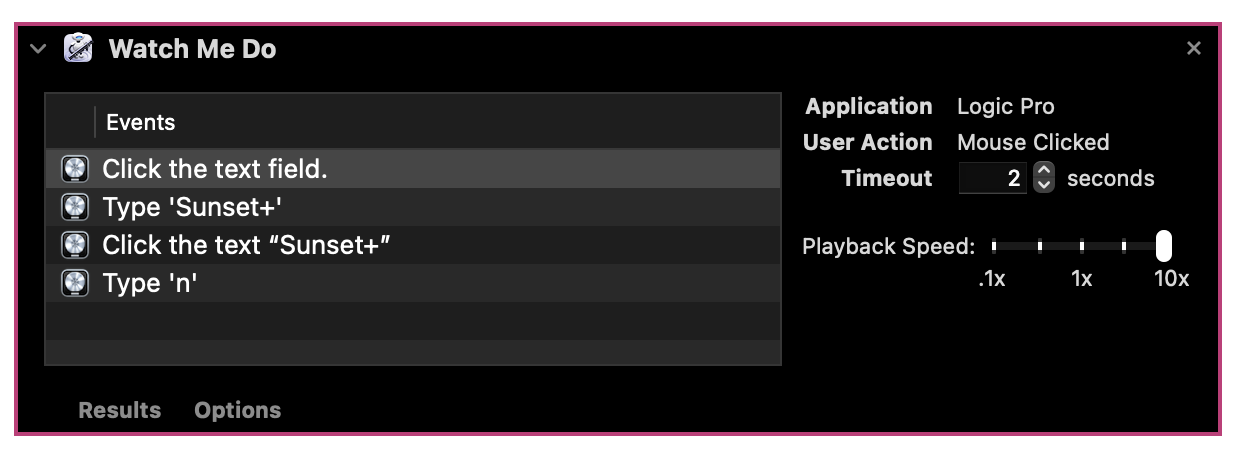 Watch Me Do
Events
Click the text field.
Type 'Sunset+'
Click the text “Sunset+”
Type 'n'
Application Logic Pro
User Action Mouse Clicked
Timeout 2 seconds
Playback Speed:
.1x 1x 10x
Results Options